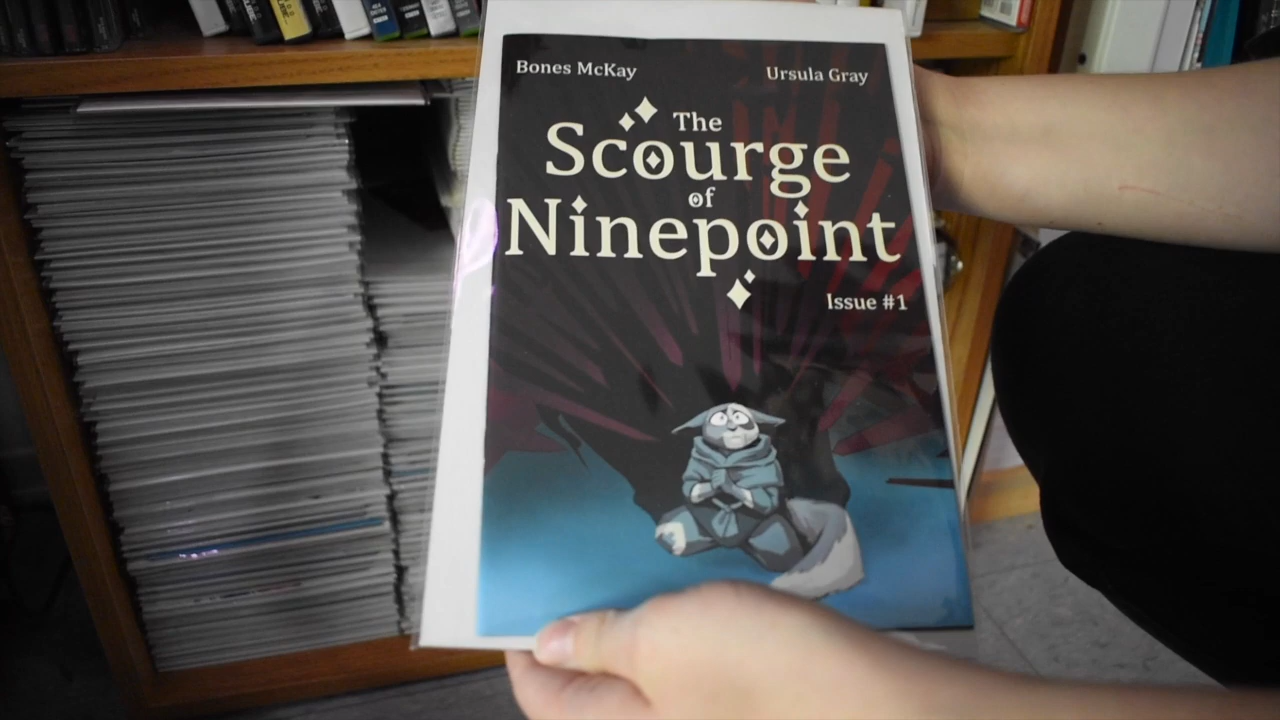 Bones McKay
Ursula Gray
The
Scourge
of
Ninepoint
Issue #1